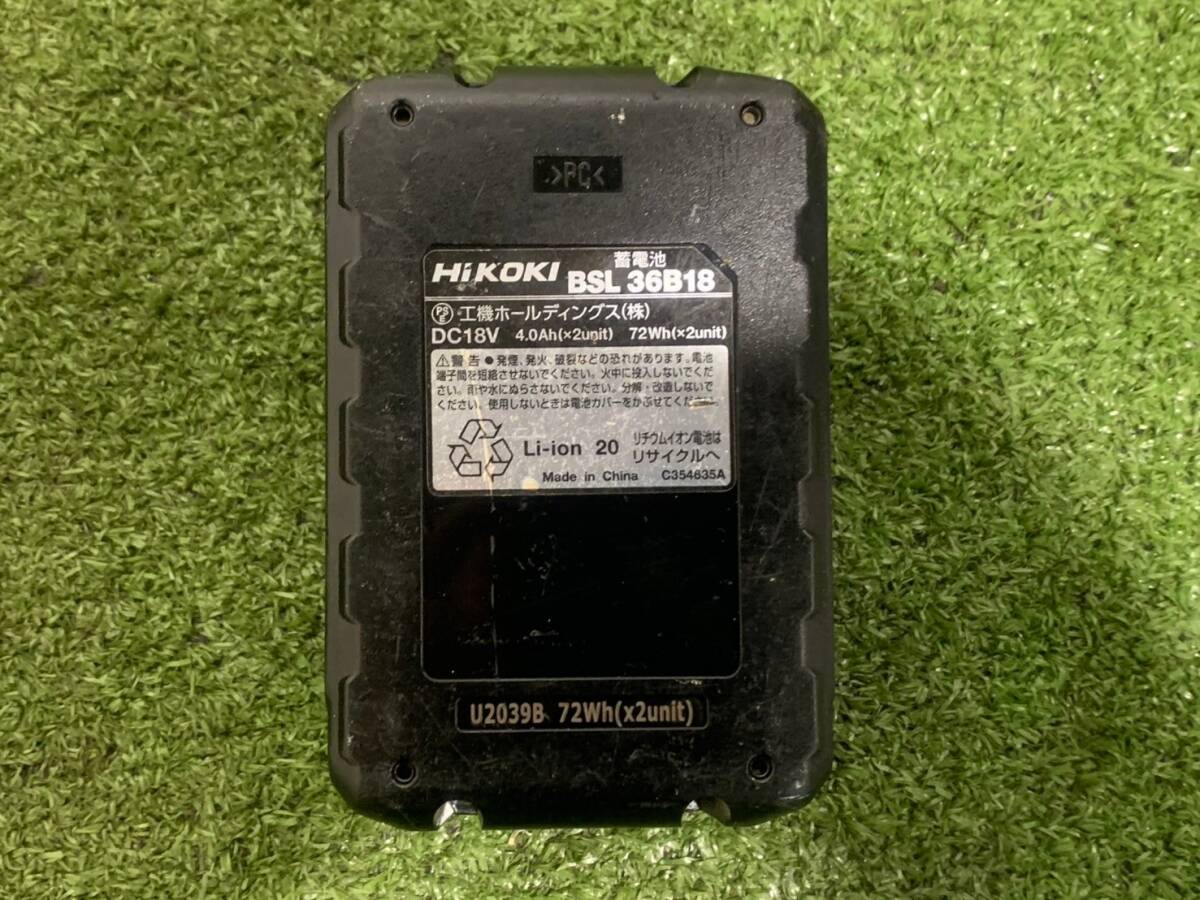 >PC<
HiKOKI 蓄電池 BSL 36B18
PSE 工機ホールディングス(株)
DC18V 4.0Ah(×2unit) 72Wh(×2unit)
⚠警告 ●発煙、発火、破裂などの恐れがあります。電池
端子間を短絡させないでください。火中に投入しないでくだ
さい。雨や水にぬらさないでください。分解・改造しないで
ください。使用しないときは電池カバーをかぶせてください。
Li-ion 20 リチウムイオン電池は
リサイクルへ
Made in China C354635A
U2039B 72Wh(x2unit)